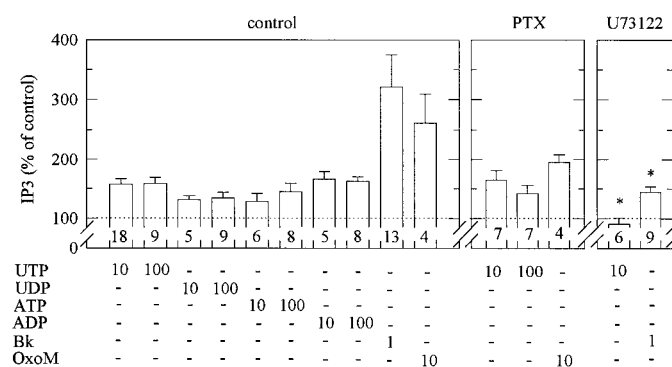 control PTX U73122
IP3 (% of control)
400
300
200
100
0
18 9 5 9 6 8 5 8 13 4 7 7 4 6 9
* *
UTP 10 100 - - - - - - - - 10 100 - 10 -
UDP - - 10 100 - - - - - - - - - - -
ATP - - - - 10 100 - - - - - - - - -
ADP - - - - - - 10 100 - - - - - - -
Bk - - - - - - - - 1 - - - - - 1
OxoM - - - - - - - - - 10 - - 10 - -